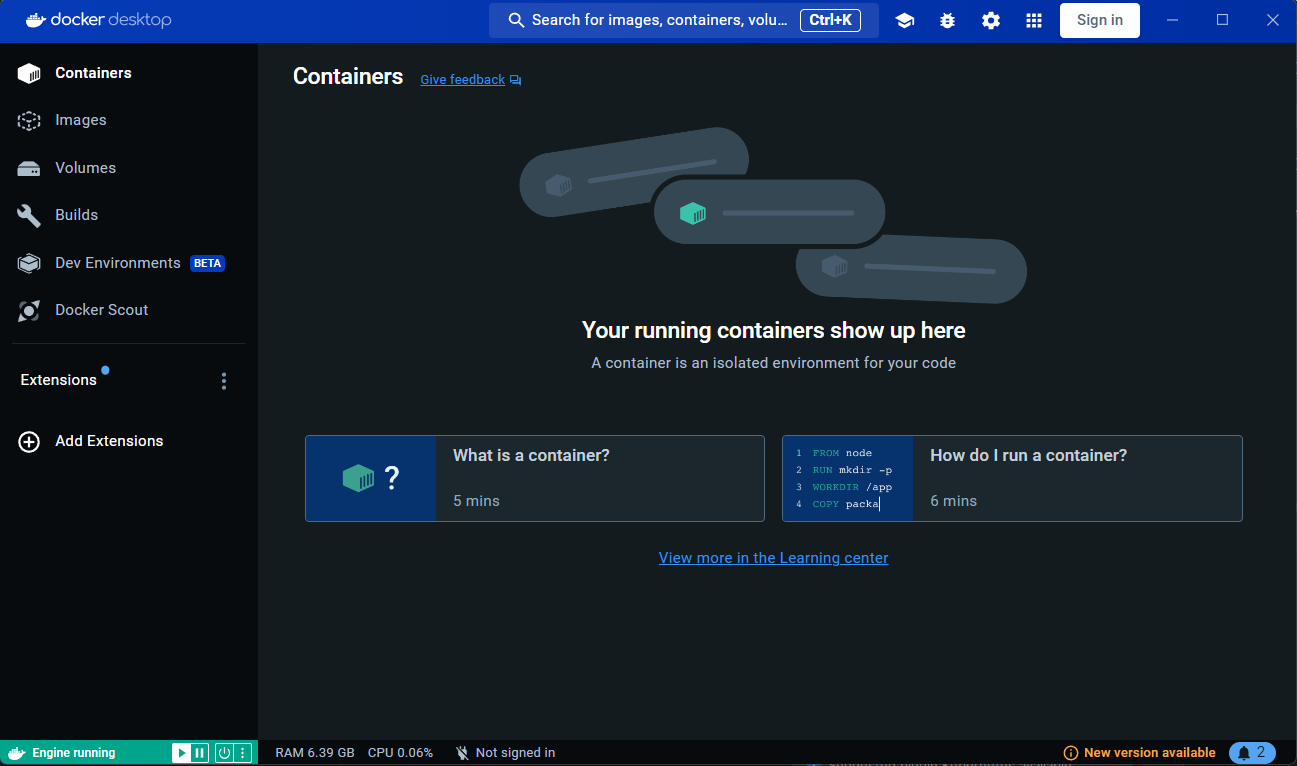 docker desktop
Search for images, containers, volu...
Ctrl+K
Sign in
Containers
Images
Volumes
Builds
Dev Environments BETA
Docker Scout
Extensions
Add Extensions
Containers
Give feedback
Your running containers show up here
A container is an isolated environment for your code
?
What is a container?
5 mins
1 FROM node
2 RUN mkdir -p
3 WORKDIR /app
4 COPY packa
How do I run a container?
6 mins
View more in the Learning center
Engine running
RAM 6.39 GB CPU 0.06%
Not signed in
New version available
2